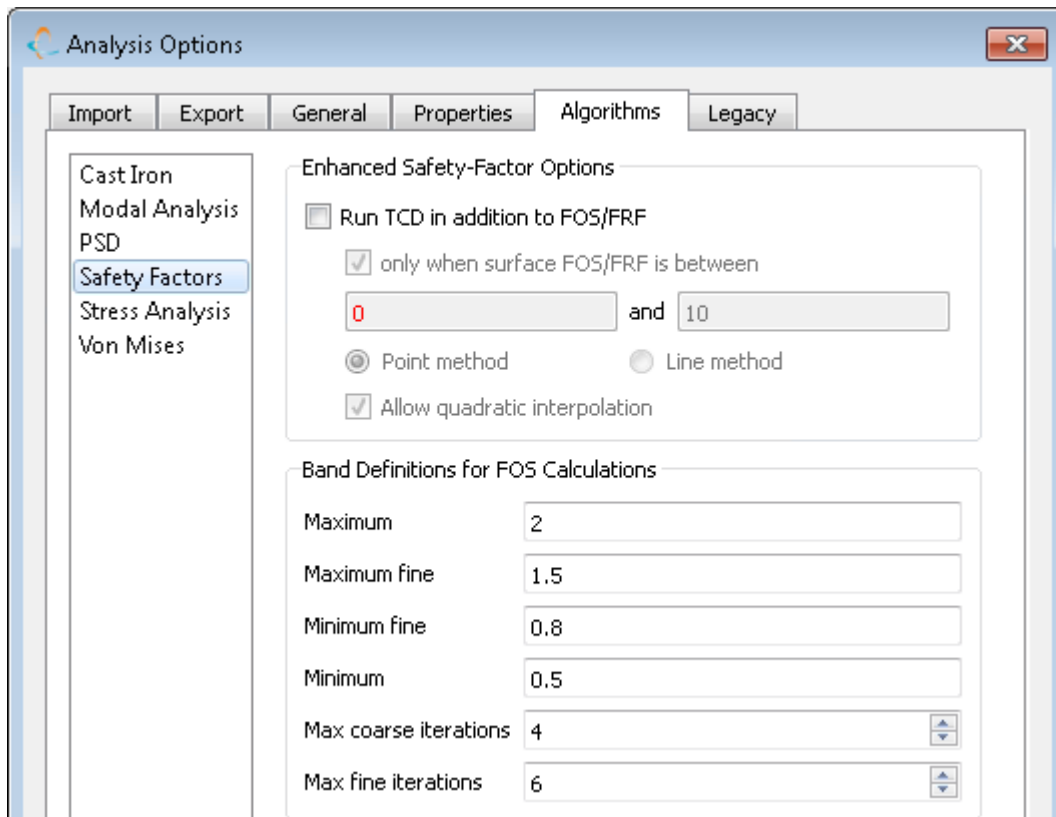 Analysis Options
Import Export General Properties Algorithms Legacy
Cast Iron
Modal Analysis
PSD
Safety Factors
Stress Analysis
Von Mises
Enhanced Safety-Factor Options
Run TCD in addition to FOS/FRF
only when surface FOS/FRF is between
0 and 10
Point method Line method
Allow quadratic interpolation
Band Definitions for FOS Calculations
Maximum 2
Maximum fine 1.5
Minimum fine 0.8
Minimum 0.5
Max coarse iterations 4
Max fine iterations 6